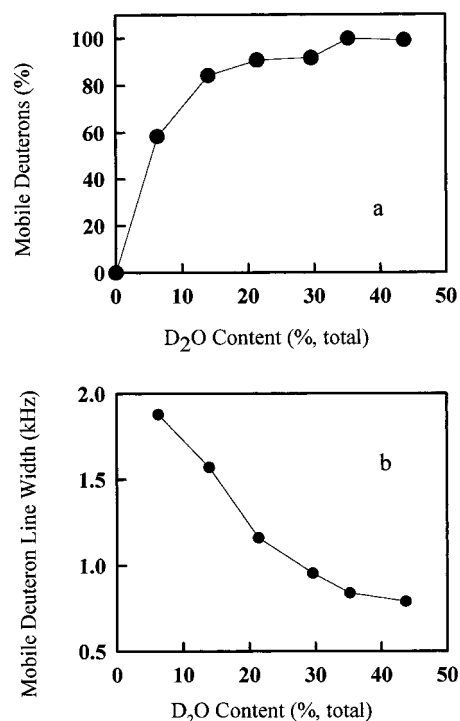 Mobile Deuterons (%)
100
80
60
40
20
0
a
0 10 20 30 40 50
D2O Content (%, total)
Mobile Deuteron Line Width (kHz)
2.0
1.5
1.0
0.5
b
0 10 20 30 40 50
D2O Content (%, total)